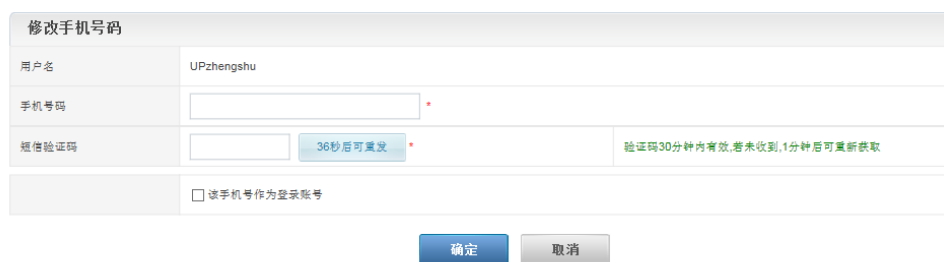 修改手机号码
用户名 UPzhengshu
手机号码 *
短信验证码 36秒后可重发 * 验证码30分钟内有效,若未收到,1分钟后可重新获取
该手机号作为登录账号
确定 取消